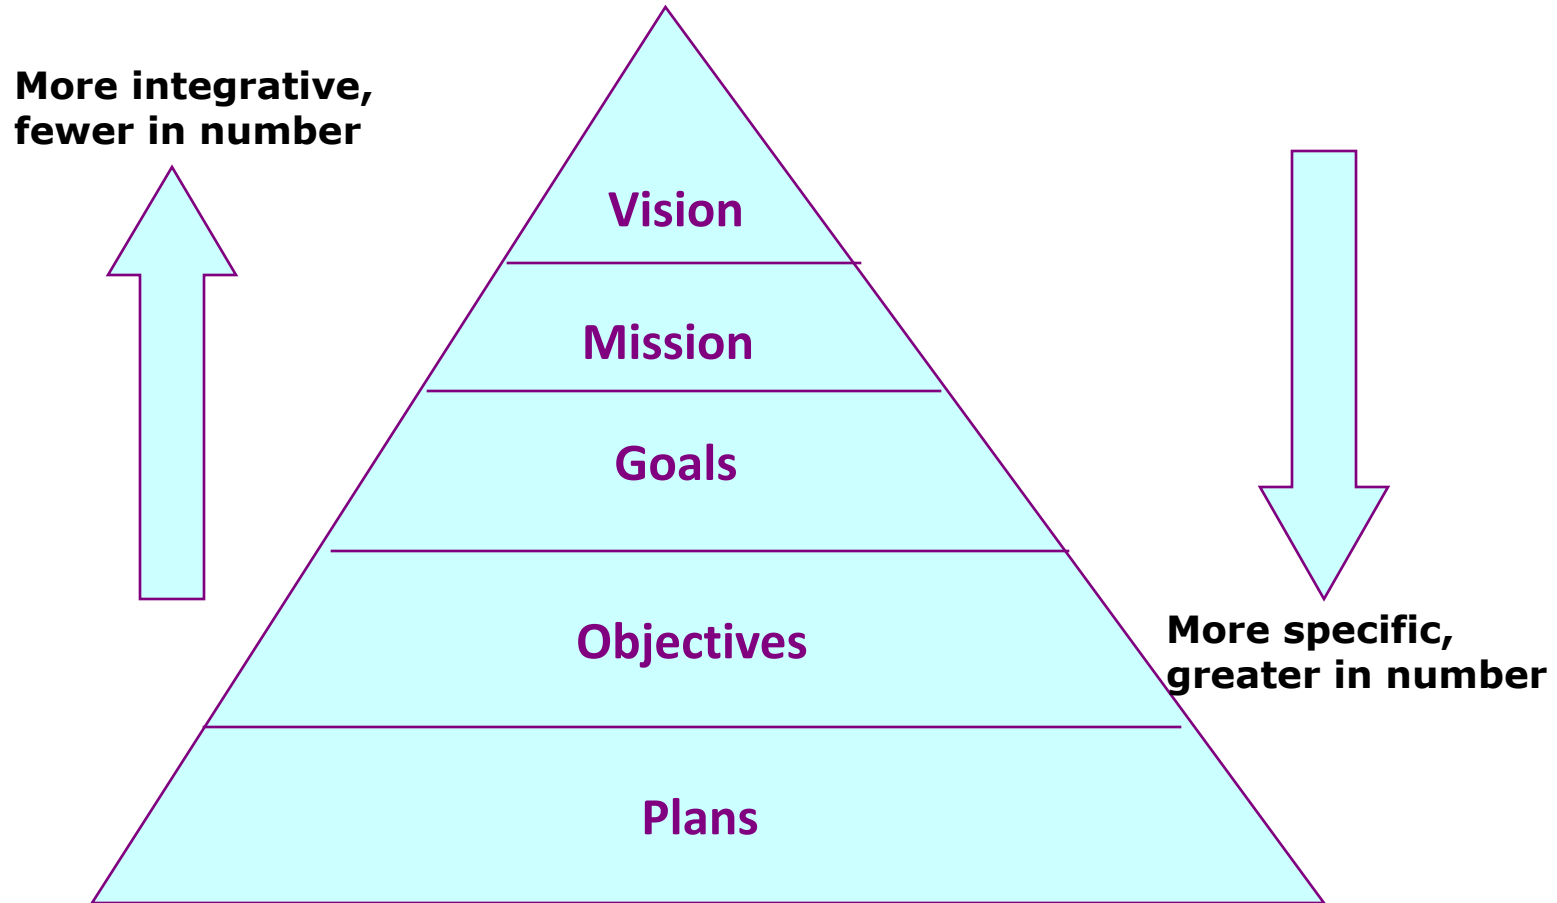 More integrative,
fewer in number
Vision
Mission
Goals
Objectives
More specific,
greater in number
Plans